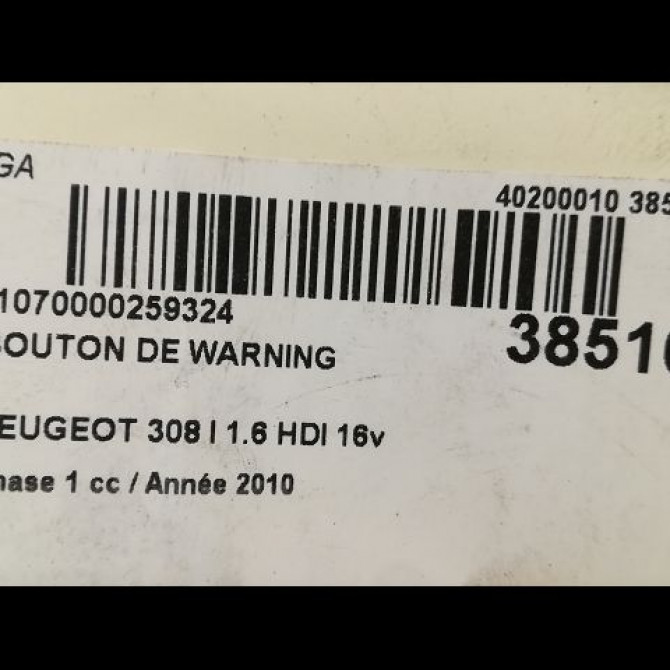 GA
40200010 385
1070000259324
38510
BOUTON DE WARNING
EUGEOT 308 I 1.6 HDI 16v
hase 1 cc / Année 2010